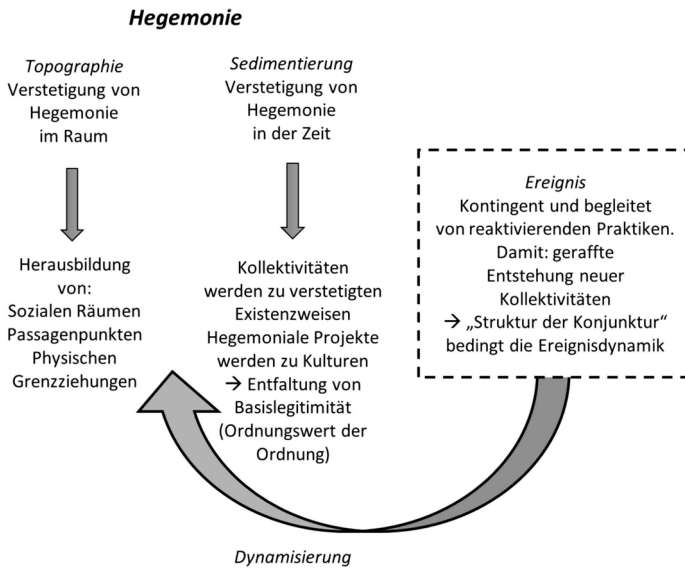 Hegemonie
Topographie
Verstetigung von
Hegemonie
im Raum
Herausbildung
von:
Sozialen Räumen
Passagenpunkten
Physischen
Grenzziehungen
Sedimentierung
Verstetigung von
Hegemonie
in der Zeit
Kollektivitäten
werden zu verstetigten
Existenzweisen
Hegemoniale Projekte
werden zu Kulturen
→ Entfaltung von
Basislegitimität
(Ordnungswert der
Ordnung)
Ereignis
Kontingent und begleitet
von reaktivierenden Praktiken.
Damit: geraffte
Entstehung neuer
Kollektivitäten
→ „Struktur der Konjunktur“
bedingt die Ereignisdynamik
Dynamisierung